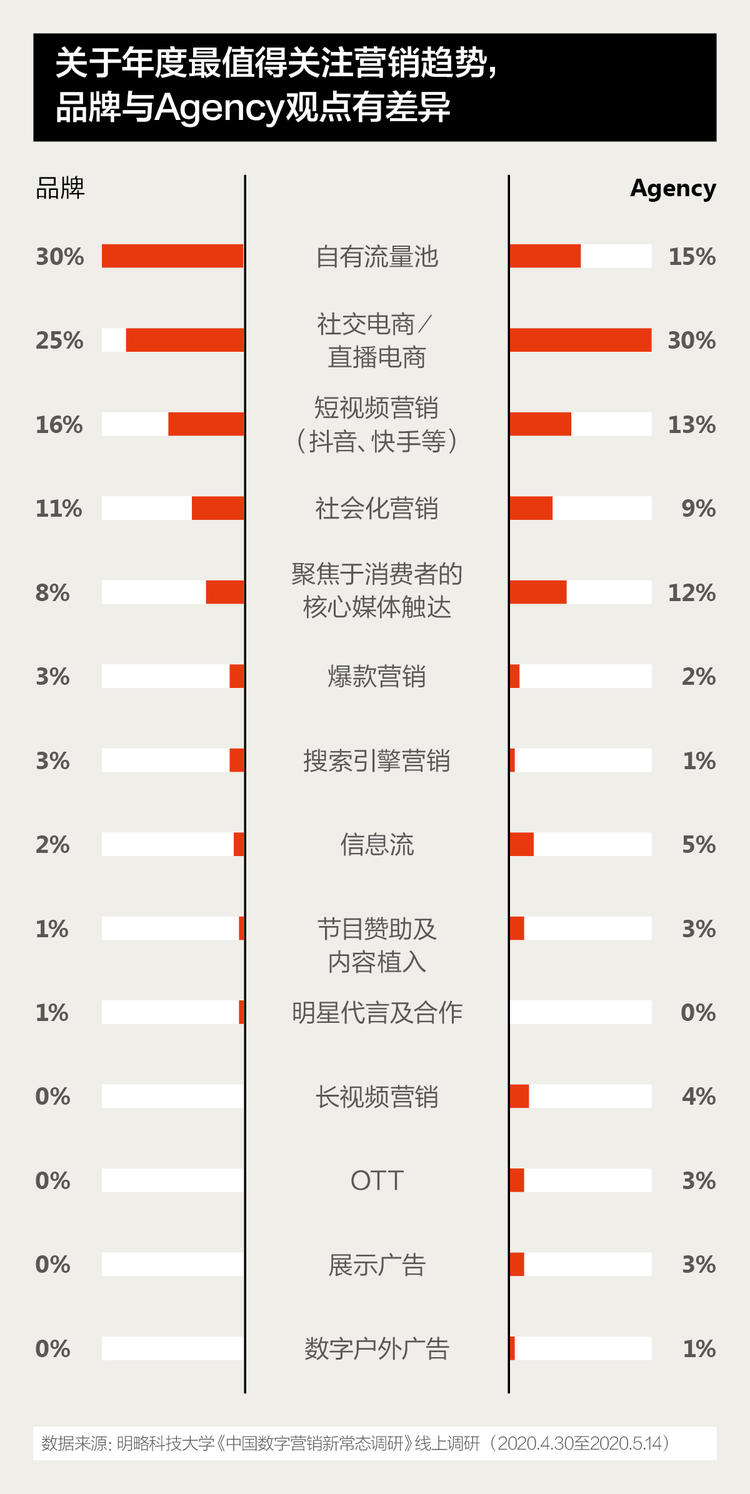 关于年度最值得关注营销趋势，
品牌与Agency观点有差异
品牌 Agency
30% 自有流量池 15%
社交电商／
25% 直播电商 30%
短视频营销
16% （抖音、快手等） 13%
11% 社会化营销 9%
聚焦于消费者的
8% 核心媒体触达 12%
3% 爆款营销 2%
3% 搜索引擎营销 1%
2% 信息流 5%
1% 节目赞助及 3%
内容植入
1% 明星代言及合作 0%
0% 长视频营销 4%
0% OTT 3%
0% 展示广告 3%
0% 数字户外广告 1%
数据来源：明略科技大学《中国数字营销新常态调研》线上调研（2020.4.30至2020.5.14）